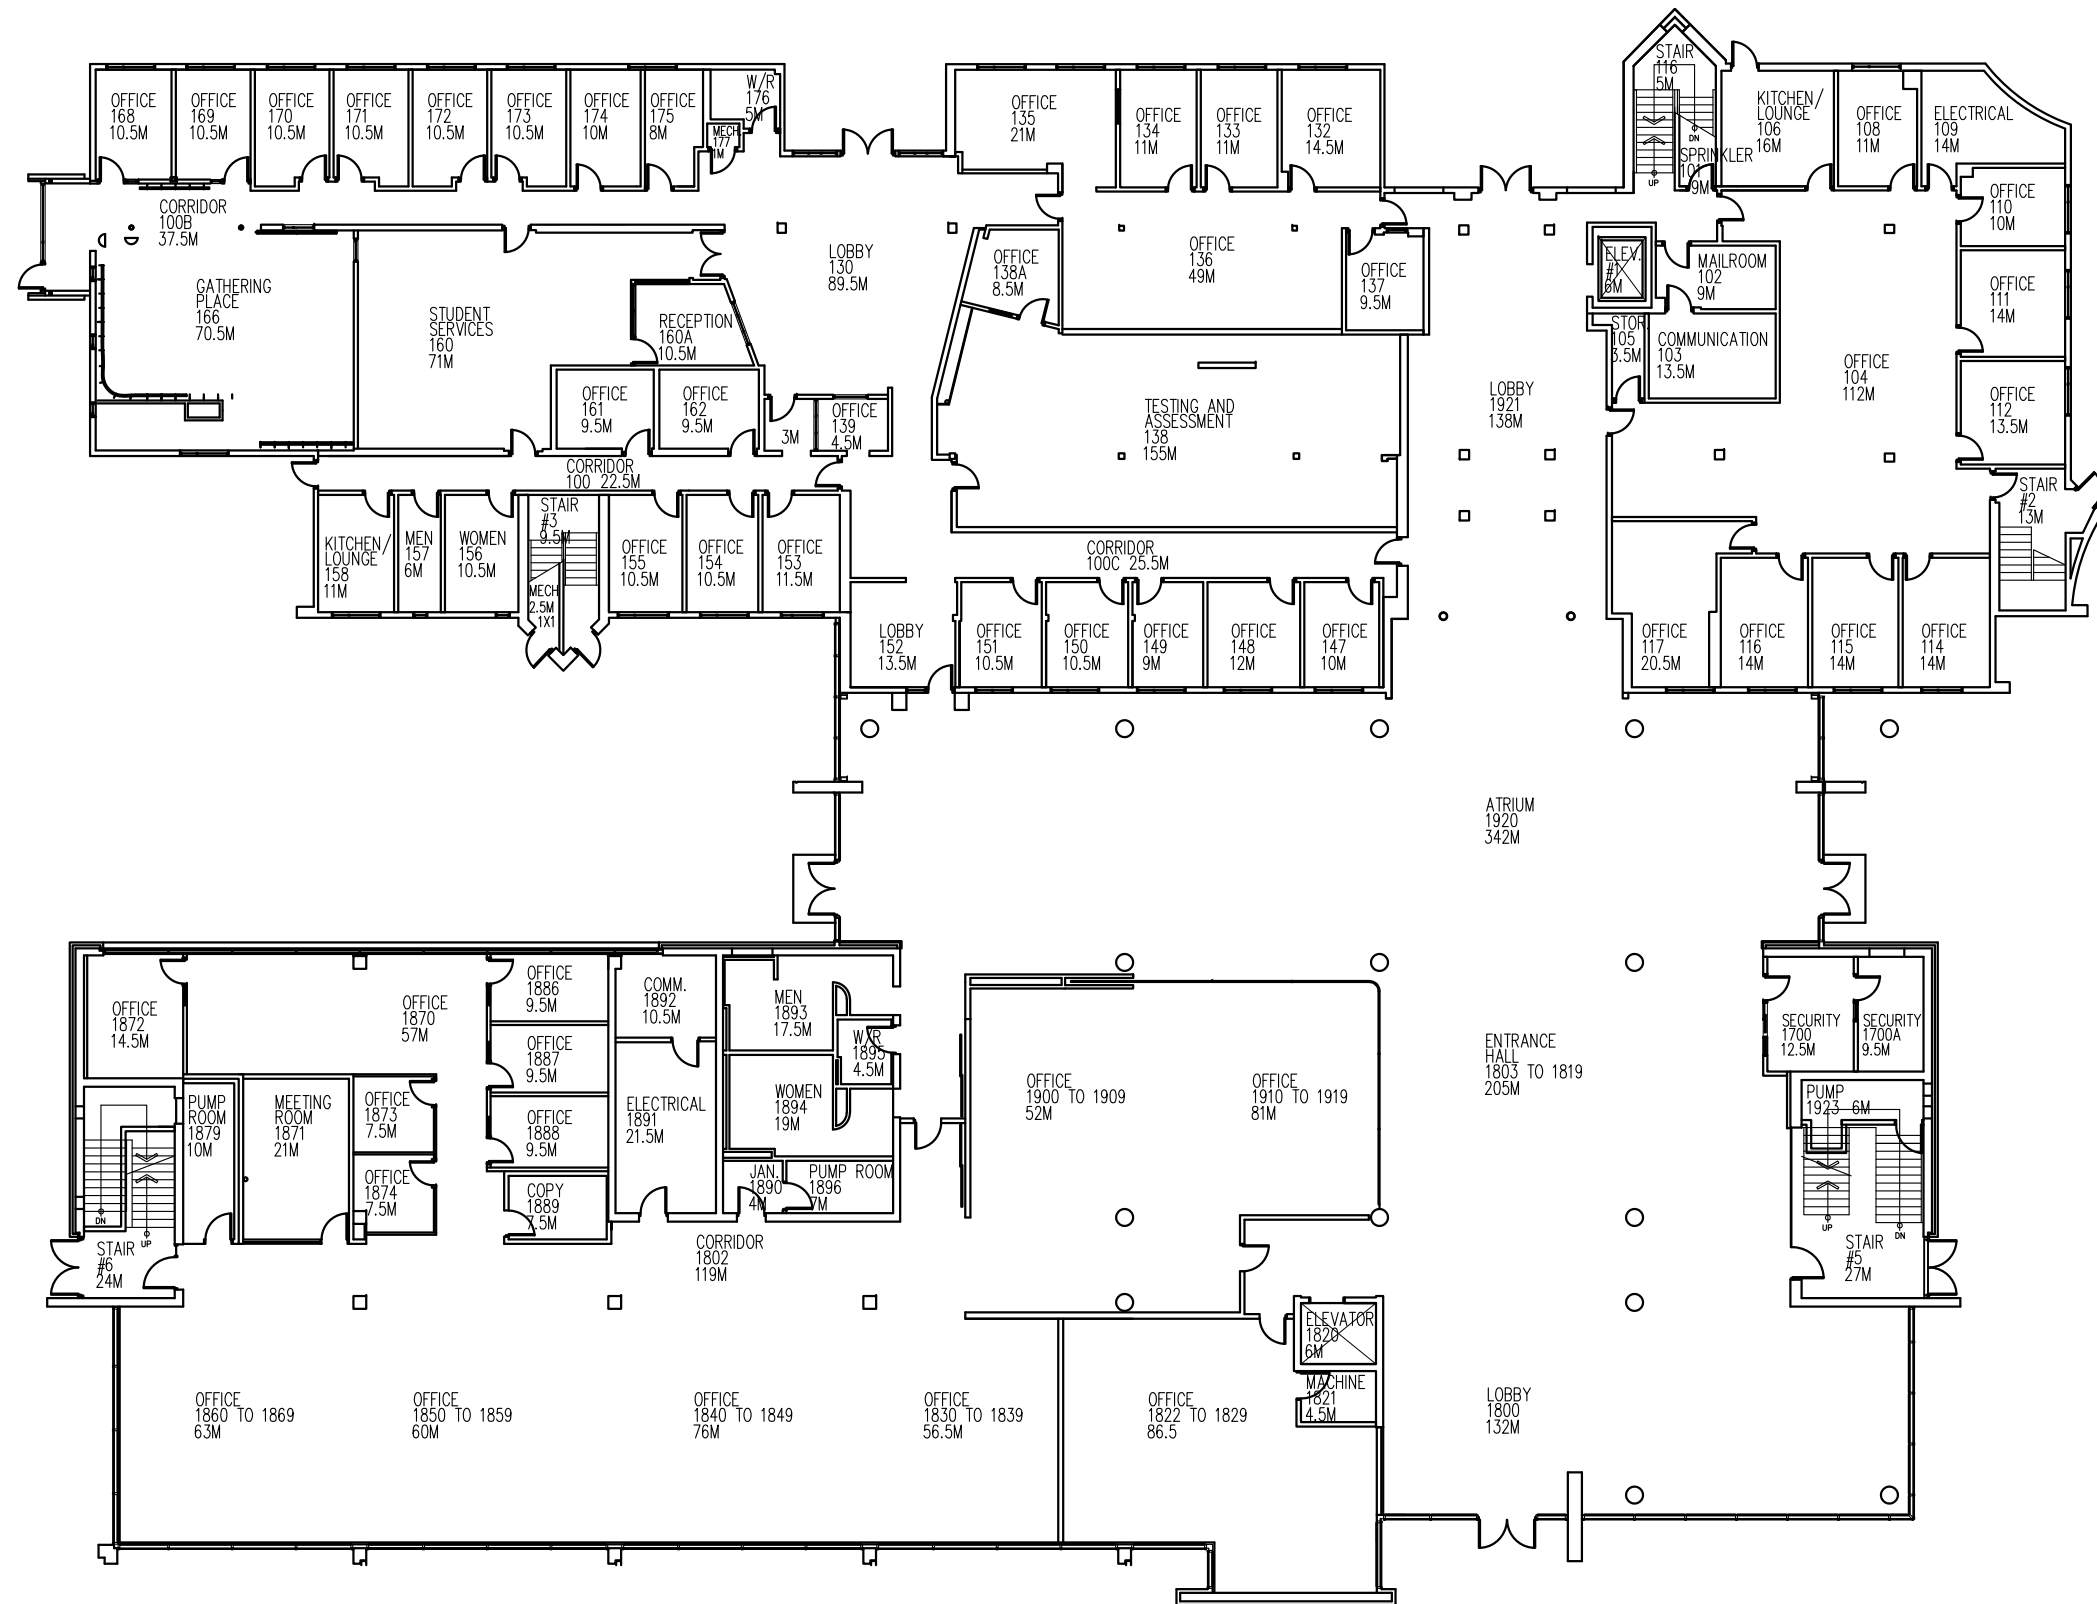 OFFICE
168
10.5M
OFFICE
169
10.5M
OFFICE
170
10.5M
OFFICE
171
10.5M
OFFICE
172
10.5M
OFFICE
173
10.5M
OFFICE
174
10M
OFFICE
175
8M
W/R
176
5M
MECH.
177
1M
OFFICE
135
21M
OFFICE
134
11M
OFFICE
133
11M
OFFICE
132
14.5M
STAIR
116
5M
DN
UP
SPRINKLER
101
9M
KITCHEN/
LOUNGE
106
16M
OFFICE
108
11M
ELECTRICAL
109
14M
OFFICE
110
10M
CORRIDOR
100B
37.5M
GATHERING
PLACE
166
70.5M
STUDENT
SERVICES
160
71M
RECEPTION
160A
10.5M
LOBBY
130
89.5M
OFFICE
138A
8.5M
OFFICE
136
49M
OFFICE
137
9.5M
ELEV.
#1
6M
MAILROOM
102
9M
STOR.
105
3.5M
COMMUNICATION
103
13.5M
OFFICE
104
112M
OFFICE
111
14M
OFFICE
112
13.5M
OFFICE
161
9.5M
OFFICE
162
9.5M
3M
OFFICE
139
4.5M
TESTING AND
ASSESSMENT
138
155M
LOBBY
1921
138M
CORRIDOR
100 22.5M
KITCHEN/
LOUNGE
158
11M
MEN
157
6M
WOMEN
156
10.5M
STAIR
#3
9.5M
MECH
2.5M
1X1
OFFICE
155
10.5M
OFFICE
154
10.5M
OFFICE
153
11.5M
CORRIDOR
100C 25.5M
STAIR
#2
13M
LOBBY
152
13.5M
OFFICE
151
10.5M
OFFICE
150
10.5M
OFFICE
149
9M
OFFICE
148
12M
OFFICE
147
10M
OFFICE
117
20.5M
OFFICE
116
14M
OFFICE
115
14M
OFFICE
114
14M
ATRIUM
1920
342M
OFFICE
1872
14.5M
OFFICE
1870
57M
OFFICE
1886
9.5M
OFFICE
1887
9.5M
OFFICE
1888
9.5M
COPY
1889
7.5M
COMM.
1892
10.5M
ELECTRICAL
1891
21.5M
MEN
1893
17.5M
W/R
1895
4.5M
WOMEN
1894
19M
JAN.
1890
4M
PUMP ROOM
1896
7M
PUMP
ROOM
1879
10M
MEETING
ROOM
1871
21M
OFFICE
1873
7.5M
OFFICE
1874
7.5M
DN
UP
STAIR
#6
24M
CORRIDOR
1802
119M
OFFICE
1900 TO 1909
52M
OFFICE
1910 TO 1919
81M
ENTRANCE
HALL
1803 TO 1819
205M
SECURITY
1700
12.5M
SECURITY
1700A
9.5M
PUMP
1923 6M
UP
DN
STAIR
#5
27M
ELEVATOR
1820
6M
MACHINE
1821
4.5M
OFFICE
1860 TO 1869
63M
OFFICE
1850 TO 1859
60M
OFFICE
1840 TO 1849
76M
OFFICE
1830 TO 1839
56.5M
OFFICE
1822 TO 1829
86.5
LOBBY
1800
132M